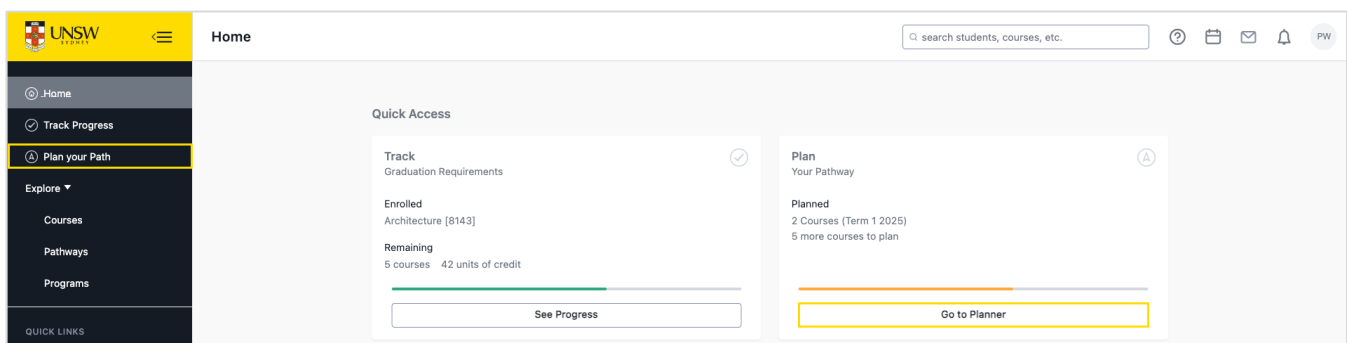 UNSW
SYDNEY
Home
search students, courses, etc.
PW
Home
Track Progress
Plan your Path
Explore
Courses
Pathways
Programs
QUICK LINKS
Quick Access
Track
Graduation Requirements
Enrolled
Architecture [8143]
Remaining
5 courses 42 units of credit
See Progress
Plan
Your Pathway
Planned
2 Courses (Term 1 2025)
5 more courses to plan
Go to Planner